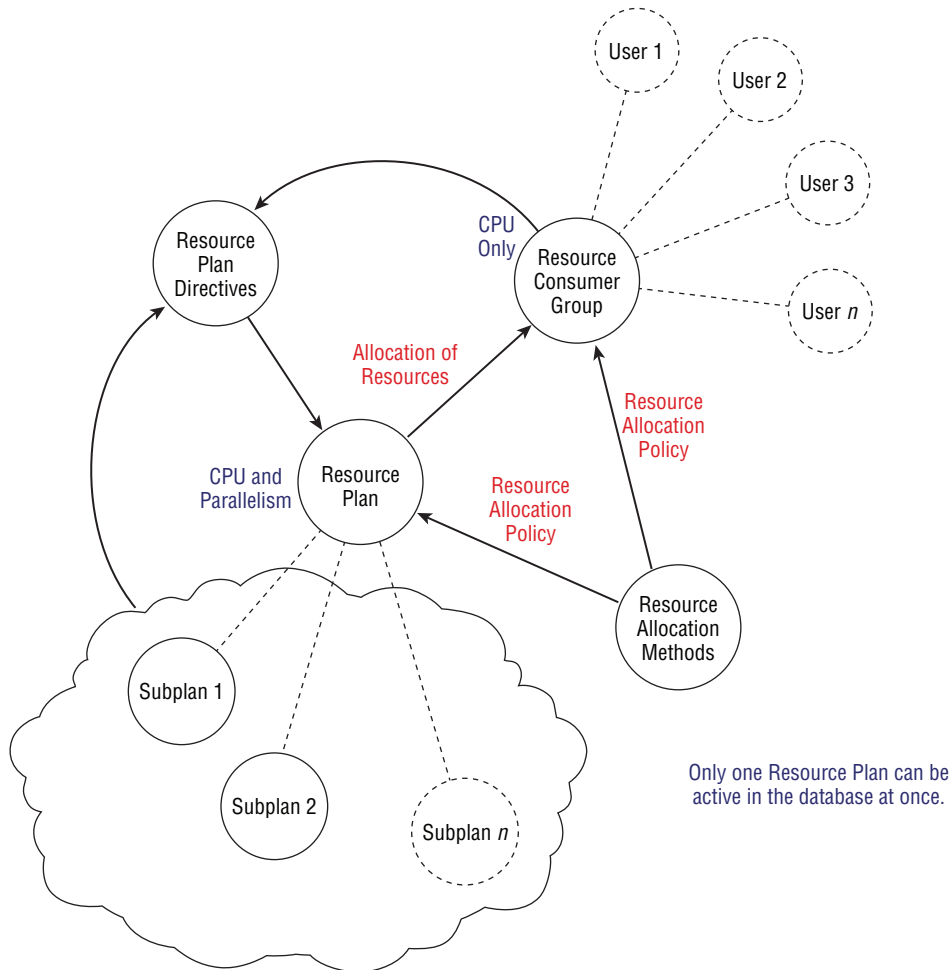 User 1
User 2
User 3
User n
CPU
Only
Resource
Consumer
Group
Resource
Plan
Directives
Allocation of
Resources
Resource
Allocation
Policy
CPU and
Parallelism
Resource
Plan
Resource
Allocation
Policy
Resource
Allocation
Methods
Subplan 1
Subplan 2
Subplan n
Only one Resource Plan can be
active in the database at once.